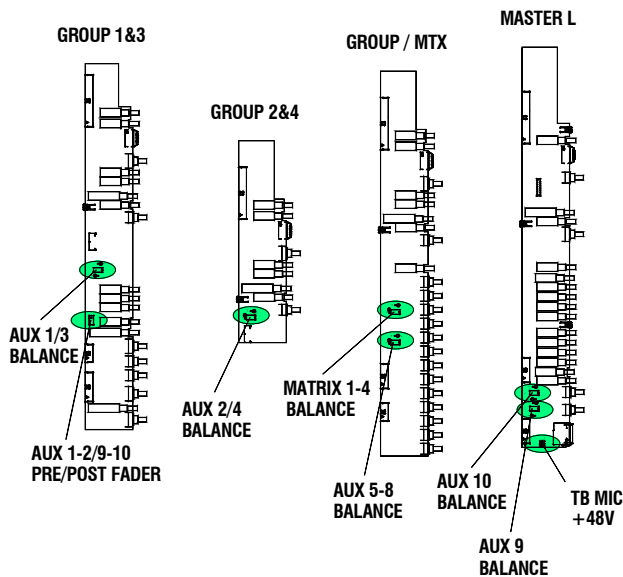 MASTER L
GROUP 1&3
GROUP / MTX
GROUP 2&4
AUX 1/3
BALANCE
AUX 1-2/9-10
PRE/POST FADER
AUX 2/4
BALANCE
MATRIX 1-4
BALANCE
AUX 5-8
BALANCE
AUX 10
BALANCE
TB MIC
+48V
AUX 9
BALANCE